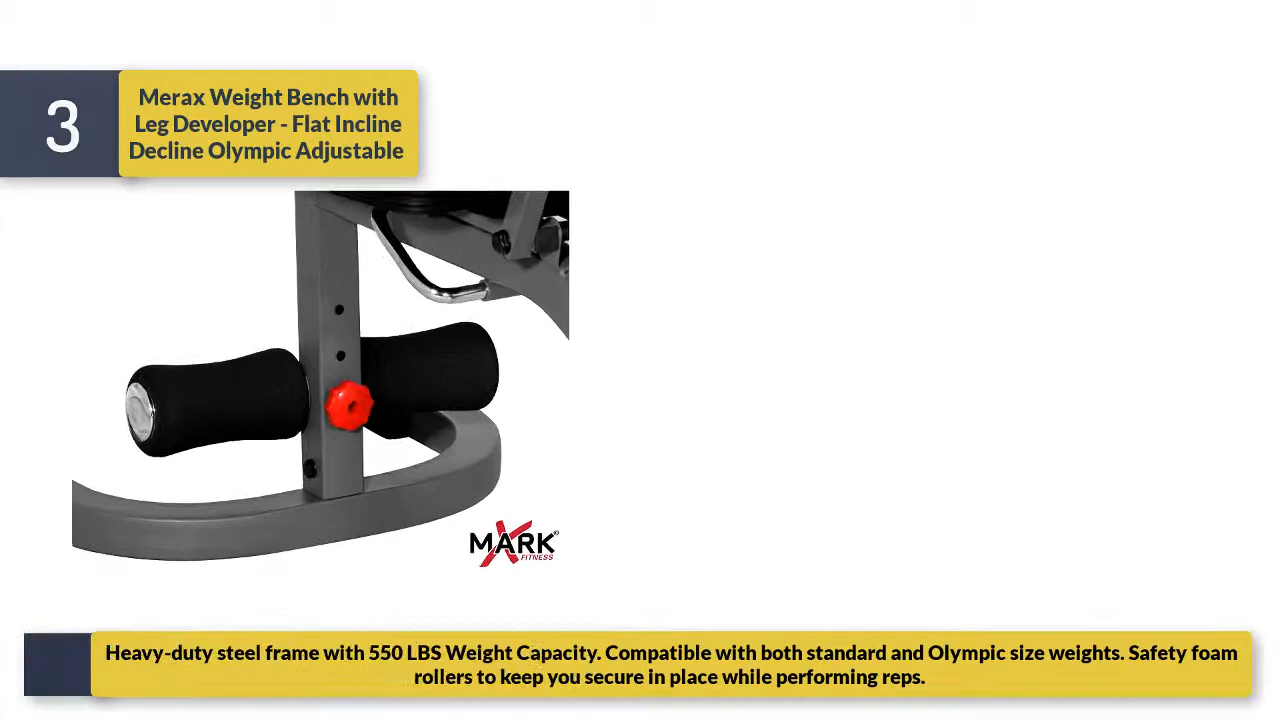 3
Merax Weight Bench with
Leg Developer - Flat Incline
Decline Olympic Adjustable
XMARK®
FITNESS
Heavy-duty steel frame with 550 LBS Weight Capacity. Compatible with both standard and Olympic size weights. Safety foam
rollers to keep you secure in place while performing reps.